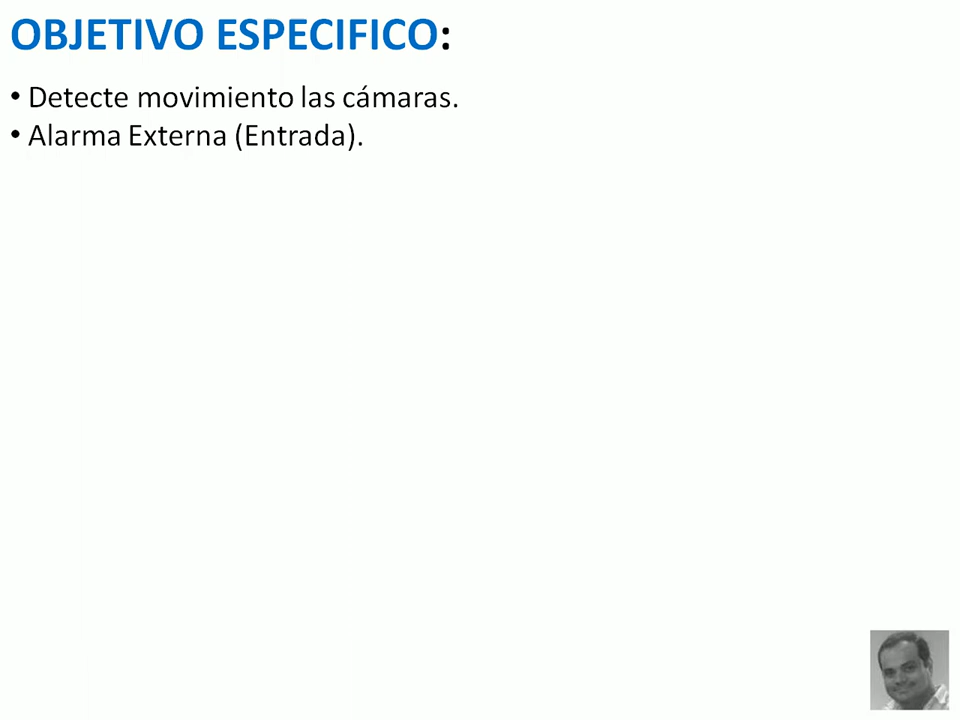 OBJETIVO ESPECIFICO:
• Detecte movimiento las cámaras.
• Alarma Externa (Entrada).